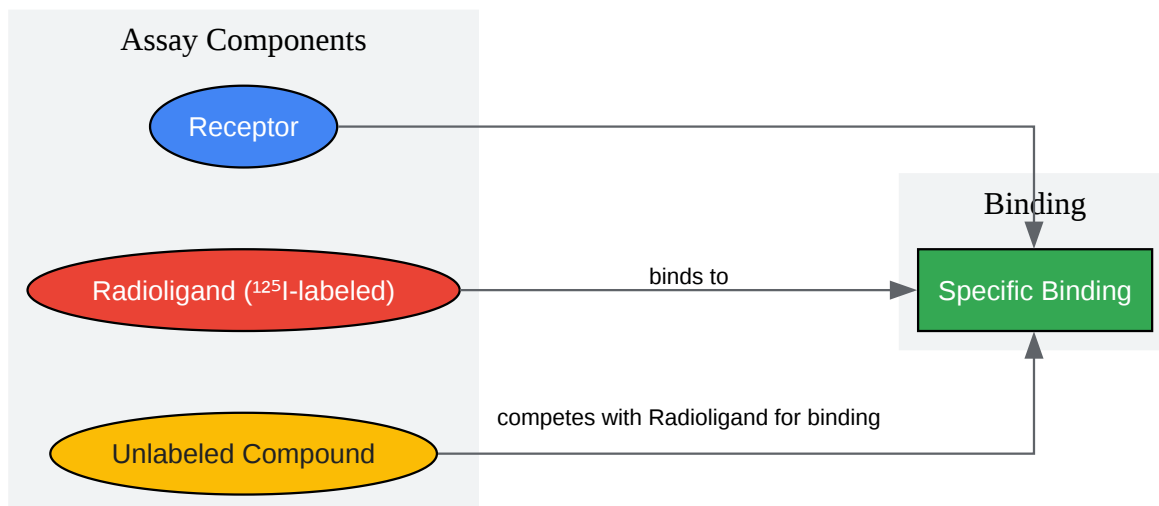 Assay Components
Receptor
Binding
Radioligand (¹²⁵I-labeled)
binds to
Specific Binding
competes with Radioligand for binding
Unlabeled Compound